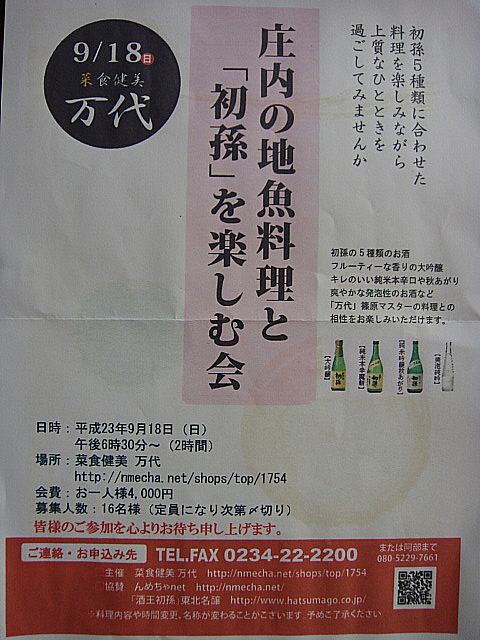 9/18(日)
菜食健美
万代
庄内の地魚料理と
「初孫」を楽しむ会
初孫5種類に合わせた
料理を楽しみながら
上質なひとときを
過ごしてみませんか
初孫の5種類のお酒
フルーティーな香りの大吟醸
キレのいい純米本辛口や秋あがり
爽やかな発泡性のお酒など
「万代」篠原マスターの料理との
相性をお楽しみいただけます。
【大吟醸】
日時：平成23年9月18日（日）
午後6時30分～（2時間）
場所：菜食健美 万代
http://nmecha.net/shops/top/1754
会費：お一人様4,000円
募集人数：16名様（定員になり次第〆切り）
皆様のご参加を心よりお待ち申し上げます。
ご連絡・お申込み先 TEL.FAX 0234-22-2200
または阿部まで
080-5229-7661
主催 菜食健美 万代 http://nmecha.net/shops/top/1754
協賛 んめちゃnet http://nmecha.net/
「酒王初孫」東北名醸 http://www.hatsumago.co.jp/
※料理内容や時間変更、名称が変わることがございます。予めご了承ください